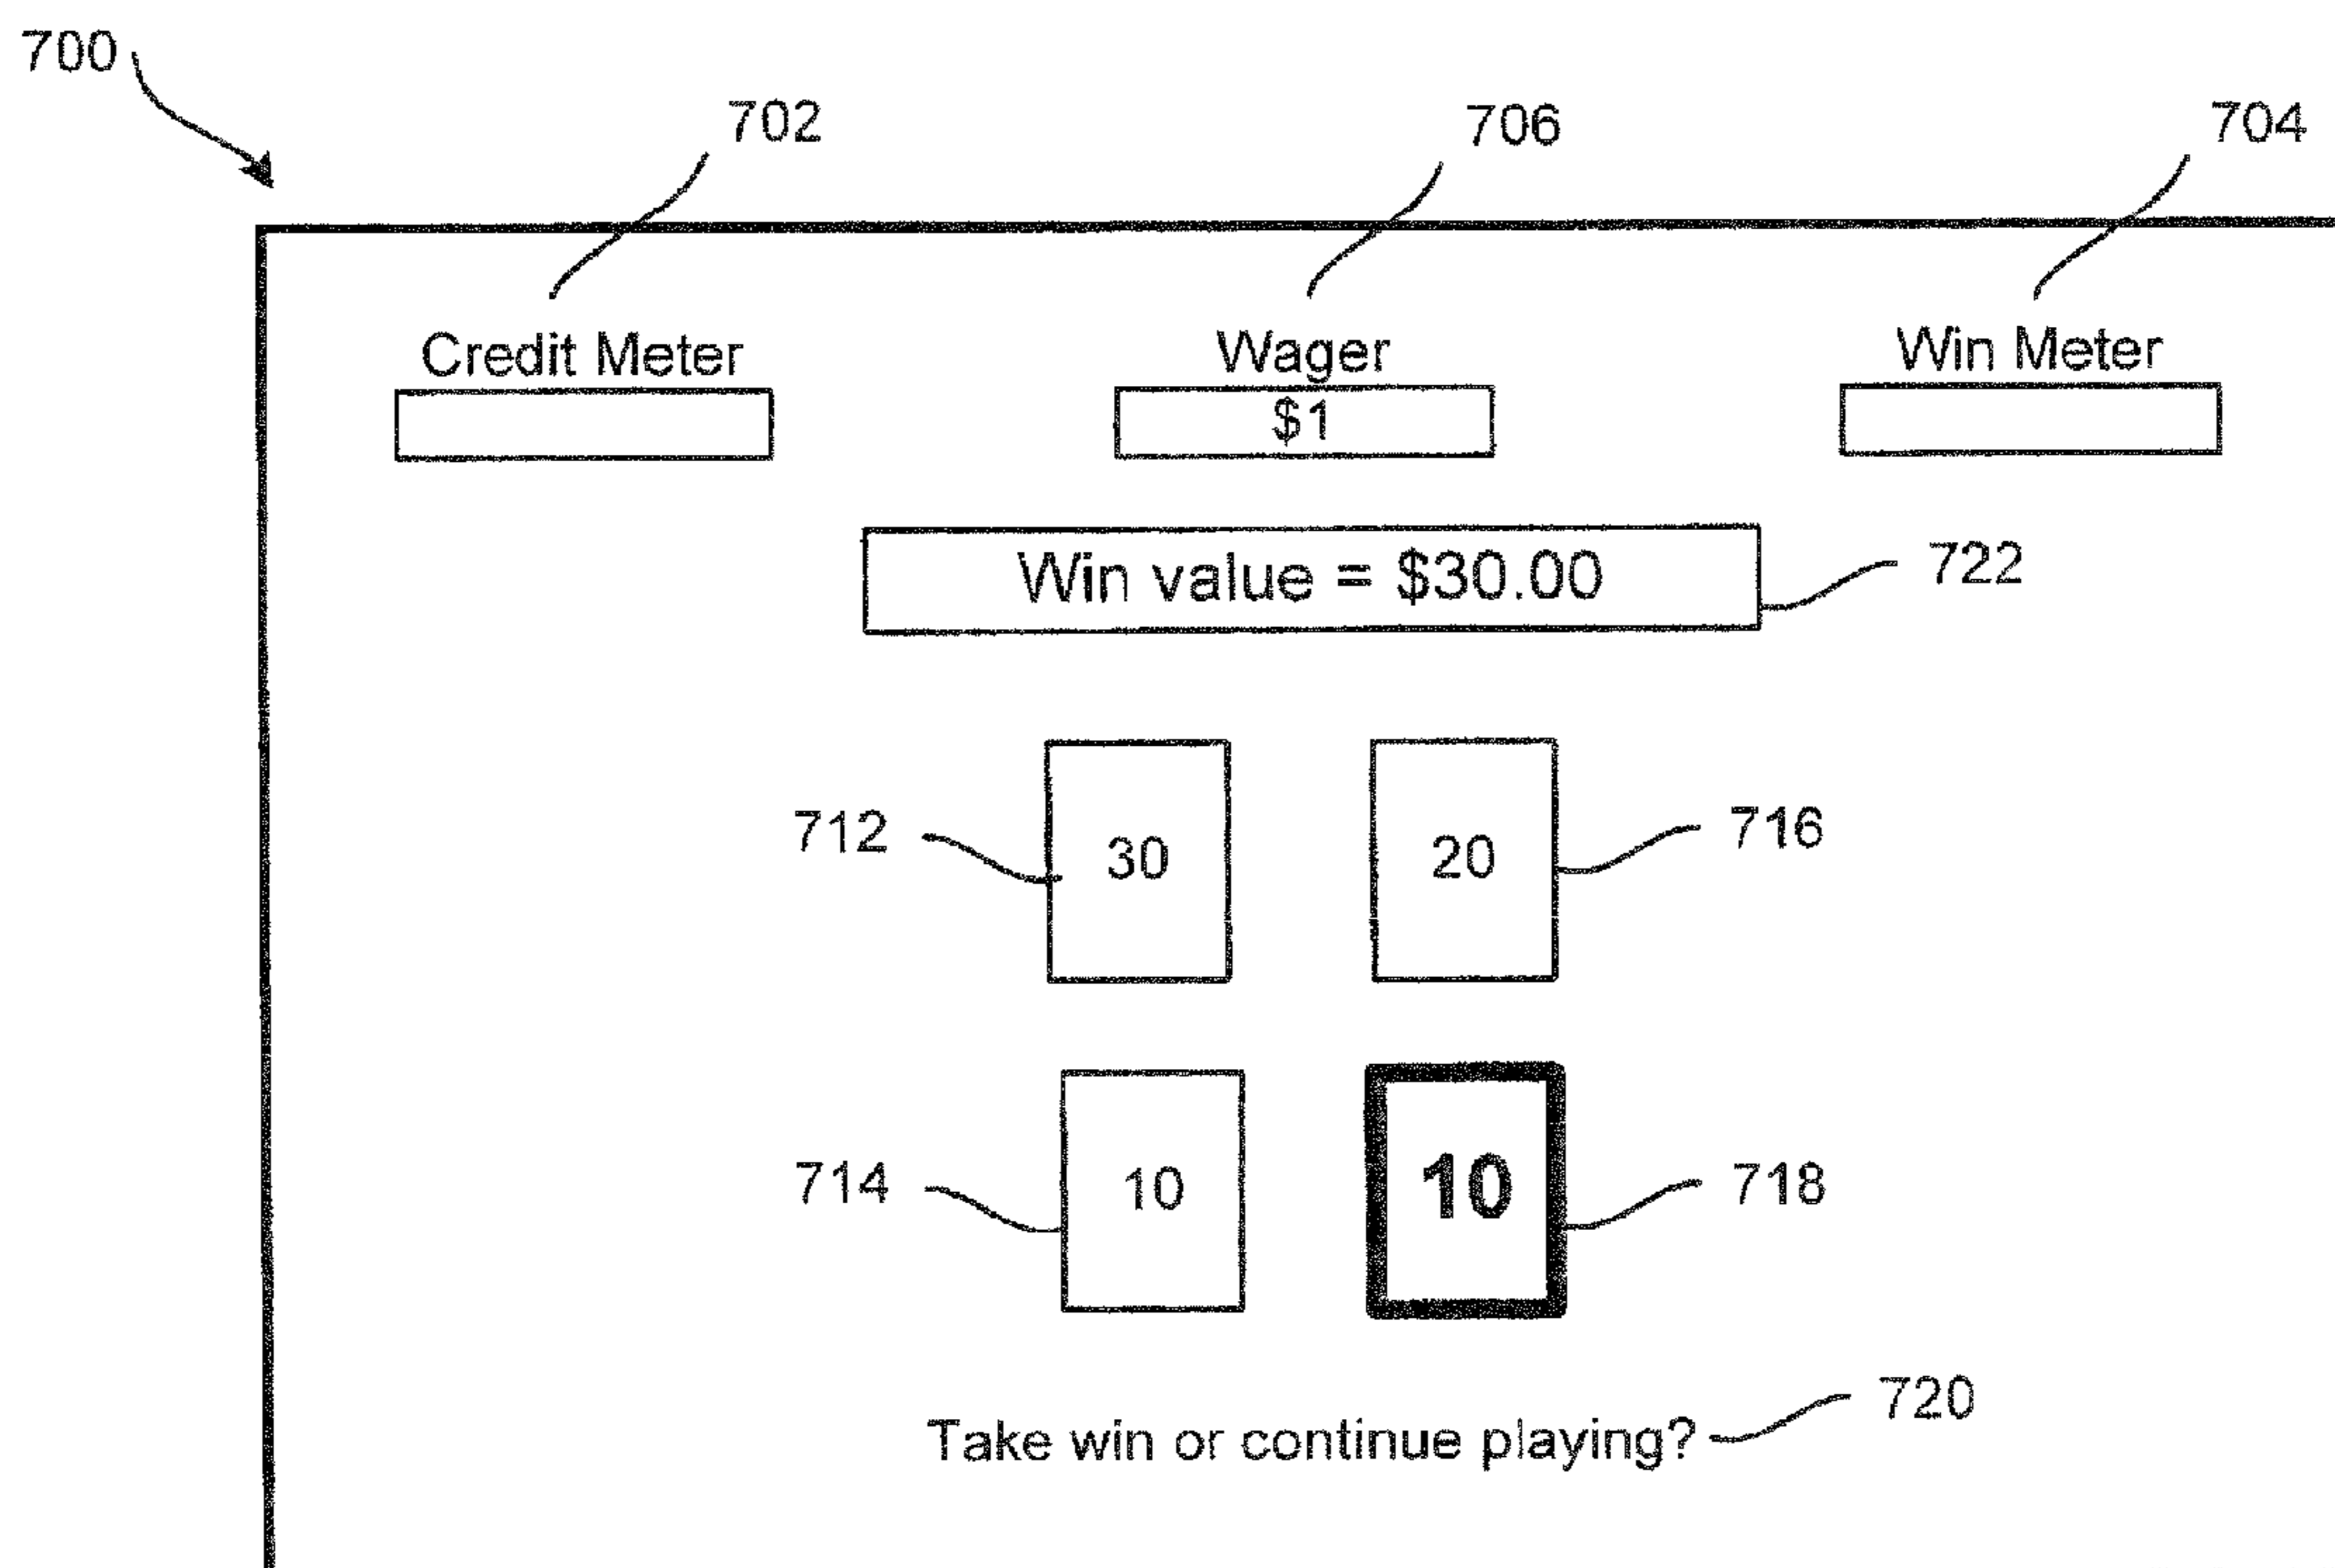 700
702 706 704
Credit Meter Wager Win Meter
$1
Win value = $30.00 722
712 30 20 716
714 10 10 718
720
Take win or continue playing?